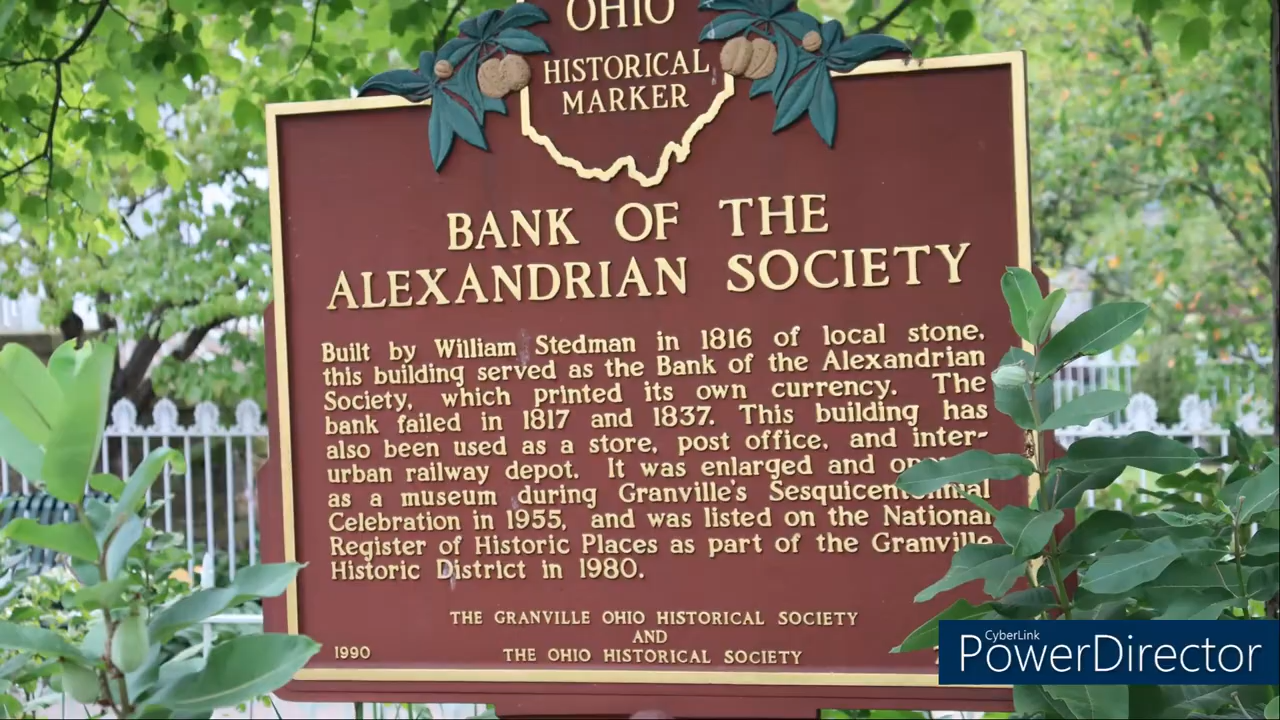 OHIO
HISTORICAL
MARKER
BANK OF THE
ALEXANDRIAN SOCIETY
Built by William Stedman in 1816 of local stone,
this building served as the Bank of the Alexandrian
Society, which printed its own currency. The
bank failed in 1817 and 1837. This building has
also been used as a store, post office, and inter-
urban railway depot. It was enlarged and
as a museum during Granville's Sesquicentennial
Celebration in 1955, and was listed on the National
Register of Historic Places as part of the Granville
Historic District in 1980.
THE GRANVILLE OHIO HISTORICAL SOCIETY
AND
1990 THE OHIO HISTORICAL SOCIETY
CyberLink
PowerDirector